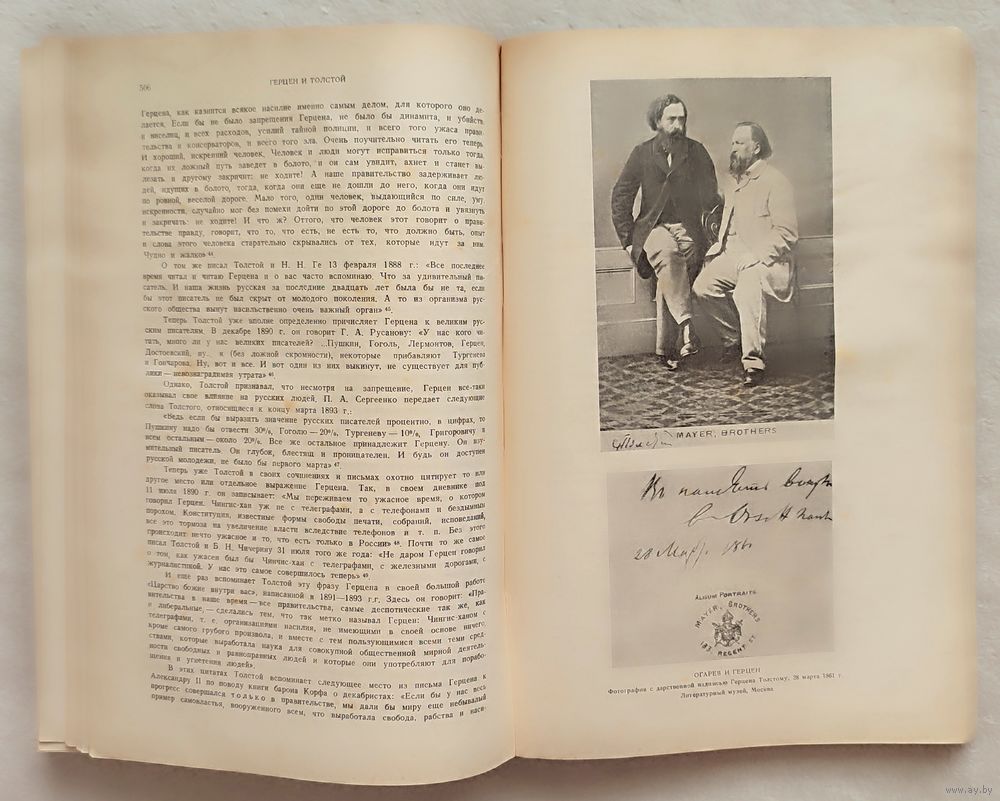 506
ГЕРЦЕН И ТОЛСТОЙ
Герцена, как казнится всякое насилие именно самым делом, для которого оно де-
лается. Если бы не было запрещения Герцена, не было бы динамита, и убийств,
и виселиц, и всех расходов, усилий тайной полиции, и всего того ужаса прави-
тельства и консерваторов, и всего того зла. Очень поучительно читать его теперь
И хороший, искренний человек. Человек и люди могут исправиться только тогда,
когда их ложный путь заведет в болото, и он сам увидит, ахнет и станет вы-
лезать и другому закричит: не ходите! А наше правительство задерживает лю-
дей, идущих в болото, тогда, когда они еще не дошли до него, когда они идут
по ровной, веселой дороге. Мало того, один человек, выдающийся по силе, уму,
искренности, случайно мог без помехи дойти по этой дороге до болота и увязнуть
и закричать: не ходите! И что ж? Оттого, что человек этот говорит о прави-
тельстве правду, говорит, что то, что есть, не есть то, что должно быть, опыт
и слова этого человека старательно скрывались от тех, которые идут за ним.
Чудно и жалко» 44.
О том же писал Толстой и Н. Н. Ге 13 февраля 1888 г.: «Все последнее
время читал и читаю Герцена и о вас часто вспоминаю. Что за удивительный пи-
сатель. И наша жизнь русская за последние двадцать лет была бы не та, если
бы этот писатель не был скрыт от молодого поколения. А то из организма рус-
ского общества вынут насильственно очень важный орган» 45.
Теперь Толстой уже вполне определенно причисляет Герцена к великим рус-
ским писателям. В декабре 1890 г. он говорит Г. А. Русанову: «У нас кого чи-
тать, много ли у нас великих писателей? ...Пушкин, Гоголь, Лермонтов, Герцен,
Достоевский, ну... я (без ложной скромности), некоторые прибавляют Тургенева
и Гончарова. Ну, вот и все. И вот один из них выкинут, не существует для пуб-
лики — невознаградимая утрата» 46.
Однако, Толстой признавал, что несмотря на запрещение, Герцен все-таки
оказывал свое влияние на русских людей. П. А. Сергеенко передает следующие
слова Толстого, относящиеся к концу марта 1893 г.:
«Ведь если бы выразить значение русских писателей процентно, в цифрах, то
Пушкину надо бы отвести 30%, Гоголю — 20%, Тургеневу — 10%, Григоровичу и
всем остальным — около 20%. Все же остальное принадлежит Герцену. Он изу-
мительный писатель Он глубок, блестящ и проницателен. И будь он доступен
русской молодежи, не было бы первого марта» 47.
Теперь уже Толстой в своих сочинениях и письмах охотно цитирует то или
другое место или отдельное выражение Герцена. Так, в своем дневнике под
11 июля 1890 г. он записывает: «Мы переживаем то ужасное время, о котором
говорил Герцен. Чингис-хан уж не с телеграфами, а с телефонами и бездымным
порохом. Конституция, известные формы свободы печати, собраний, исповеданий,
все это тормоза на увеличение власти вследствие телефонов и т. п. Без этого
происходит нечто ужасное и то, что есть только в России» 48. Почти то же самое
писал Толстой и Б. Н. Чичерину 31 июля того же года: «Не даром Герцен говорил
о том, как ужасен был бы Чингис-хан с телеграфами, с железными дорогами, с
журналистикой. У нас это самое совершилось теперь» 49.
И еще раз вспоминает Толстой эту фразу Герцена в своей большой работе
«Царство божие внутри вас», написанной в 1891—1893 г.г. Здесь он говорит: «Пра-
вительства в наше время — все правительства, самые деспотические так же, как
и либеральные, — сделались тем, что так метко называл Герцен: Чингис-ханом с
телеграфами, т. е. организациями насилия, не имеющими в своей основе ничего,
кроме самого грубого произвола, и вместе с тем пользующимися всеми теми сред-
ствами, которые выработала наука для совокупной общественной мирной деятель-
ности свободных и равноправных людей и которые они употребляют для порабо-
щения и угнетения людей».
В этих цитатах Толстой вспоминает следующее место из письма Герцена к
Александру II по поводу книги барона Корфа о декабристах: «Если бы у нас весь
прогресс совершался только в правительстве, мы дали бы миру еще небывалый
пример самовластья, вооруженного всем, что выработала свобода, рабства и наси-
MAYER, BROTHERS
28 Март. 1861
ALBUM PORTRAITS
MAYER, BROTHERS
133, REGENT ST.
ОГАРЕВ И ГЕРЦЕН
Фотография с дарственной надписью Герцена Толстому, 28 марта 1861 г.
Литературный музей, Москва
www.ay.by